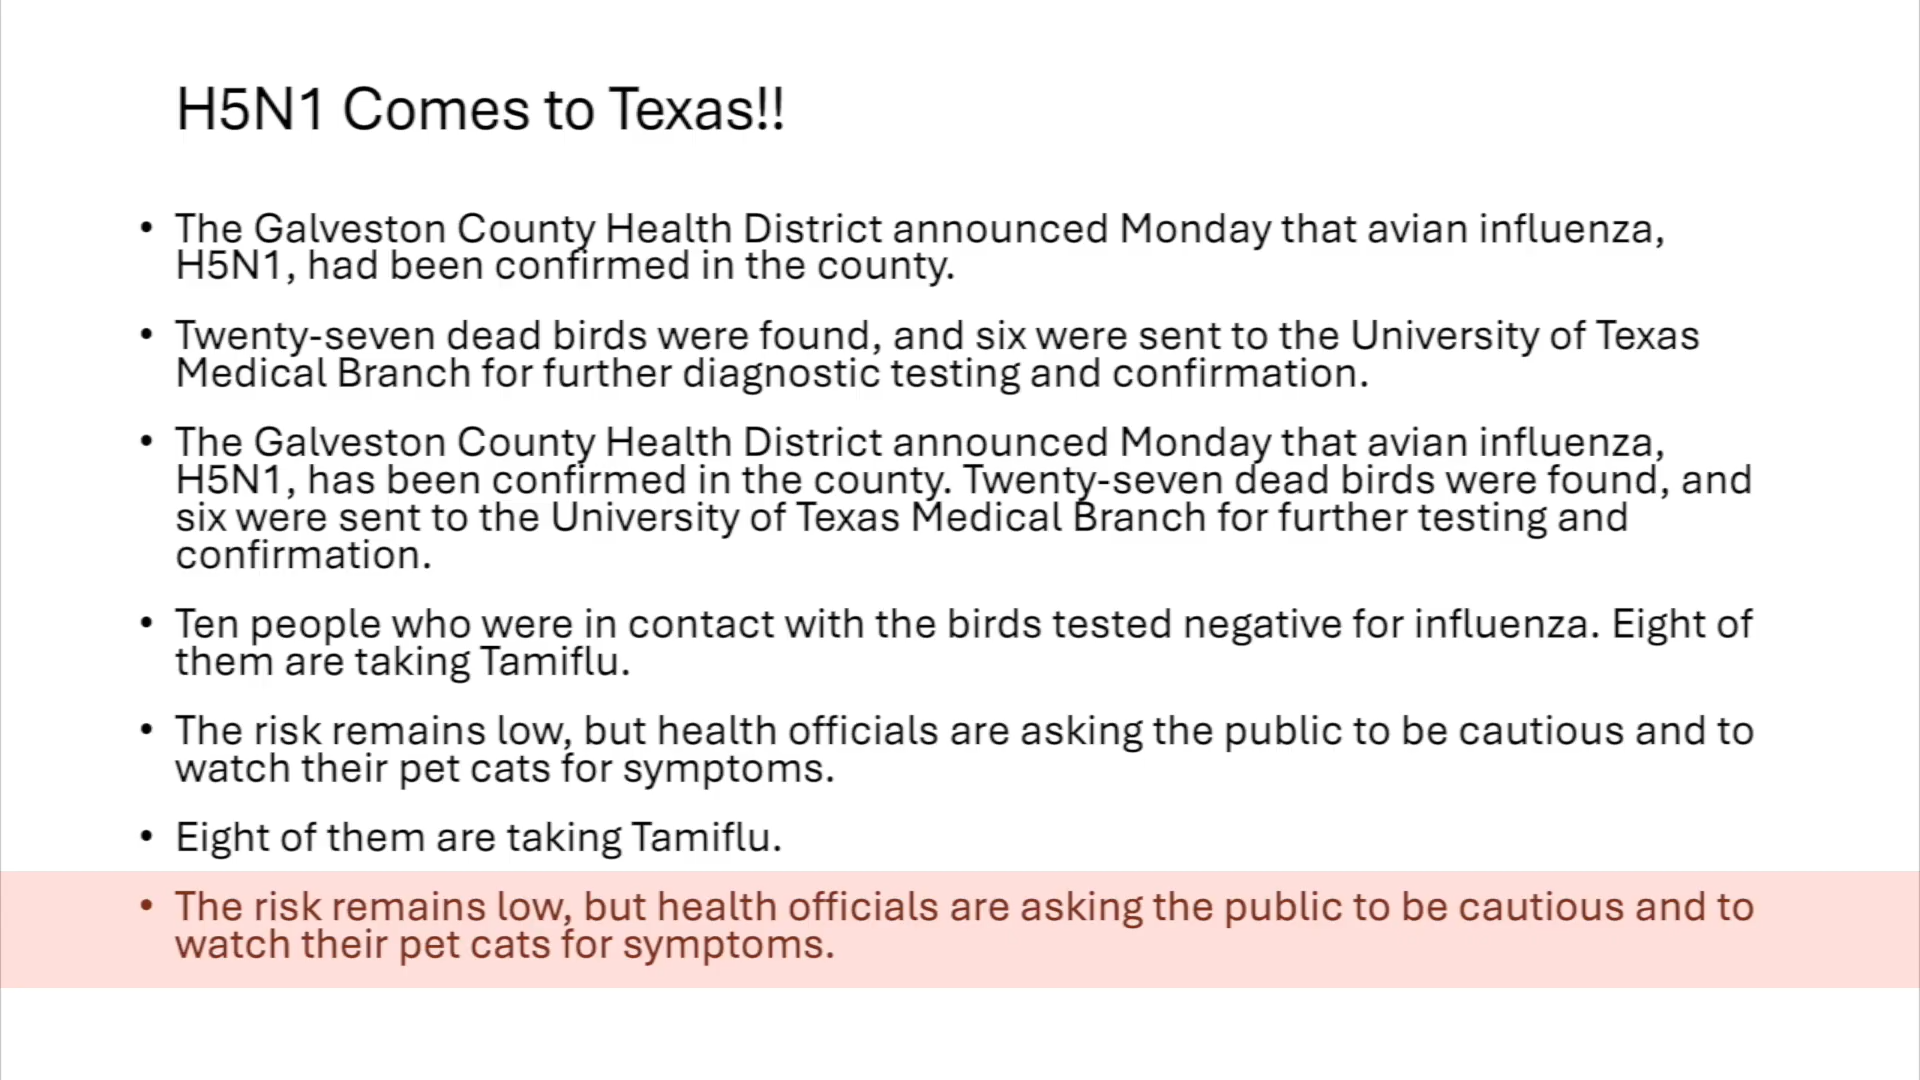 H5N1 Comes to Texas!!
• The Galveston County Health District announced Monday that avian influenza,
H5N1, had been confirmed in the county.
• Twenty-seven dead birds were found, and six were sent to the University of Texas
Medical Branch for further diagnostic testing and confirmation.
• The Galveston County Health District announced Monday that avian influenza,
H5N1, has been confirmed in the county. Twenty-seven dead birds were found, and
six were sent to the University of Texas Medical Branch for further testing and
confirmation.
• Ten people who were in contact with the birds tested negative for influenza. Eight of
them are taking Tamiflu.
• The risk remains low, but health officials are asking the public to be cautious and to
watch their pet cats for symptoms.
• Eight of them are taking Tamiflu.
• The risk remains low, but health officials are asking the public to be cautious and to
watch their pet cats for symptoms.